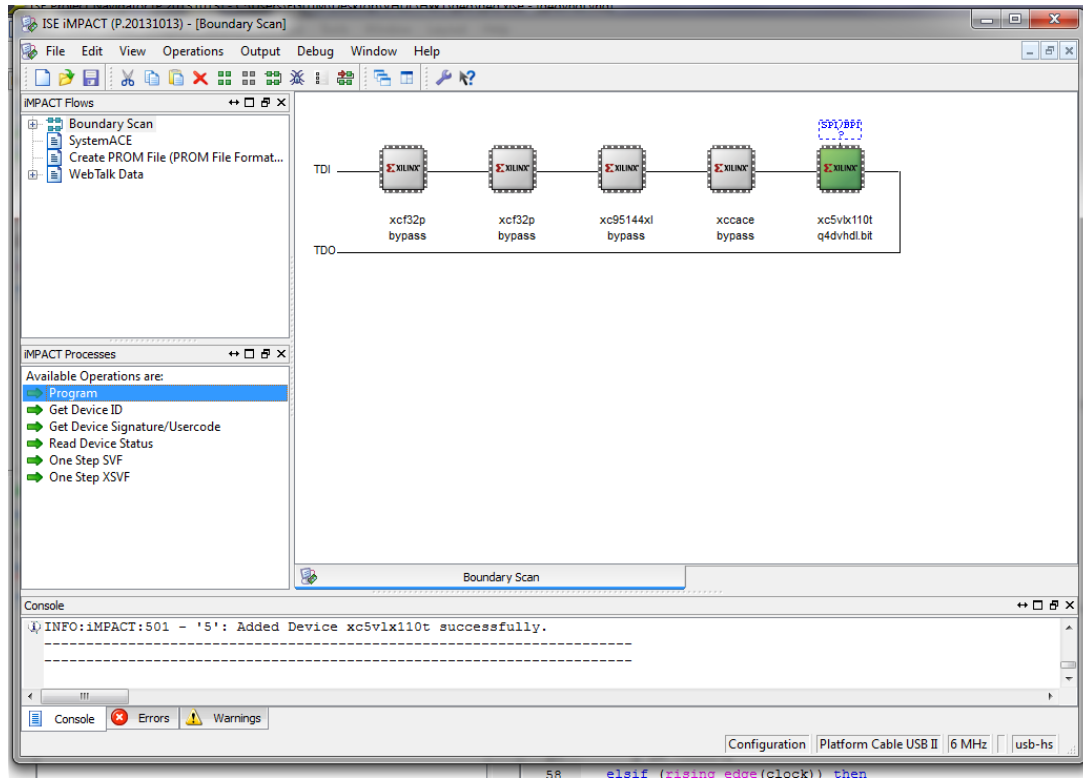 ISE iMPACT (P.20131013) - [Boundary Scan]
File Edit View Operations Output Debug Window Help
iMPACT Flows
Boundary Scan
SystemACE
Create PROM File (PROM File Format...
WebTalk Data
SPI/BPI
?
TDI
XILINX XILINX XILINX XILINX XILINX
xcf32p xcf32p xc95144xl xccace xc5vlx110t
bypass bypass bypass bypass q4dvhdl.bit
TDO
iMPACT Processes
Available Operations are:
Program
Get Device ID
Get Device Signature/Usercode
Read Device Status
One Step SVF
One Step XSVF
Boundary Scan
Console
INFO:iMPACT:501 - '5': Added Device xc5vlx110t successfully.
----------------------------------------------------------------------
----------------------------------------------------------------------
Console Errors Warnings
Configuration Platform Cable USB II 6 MHz usb-hs
58 elsif (rising_edge(clock)) then